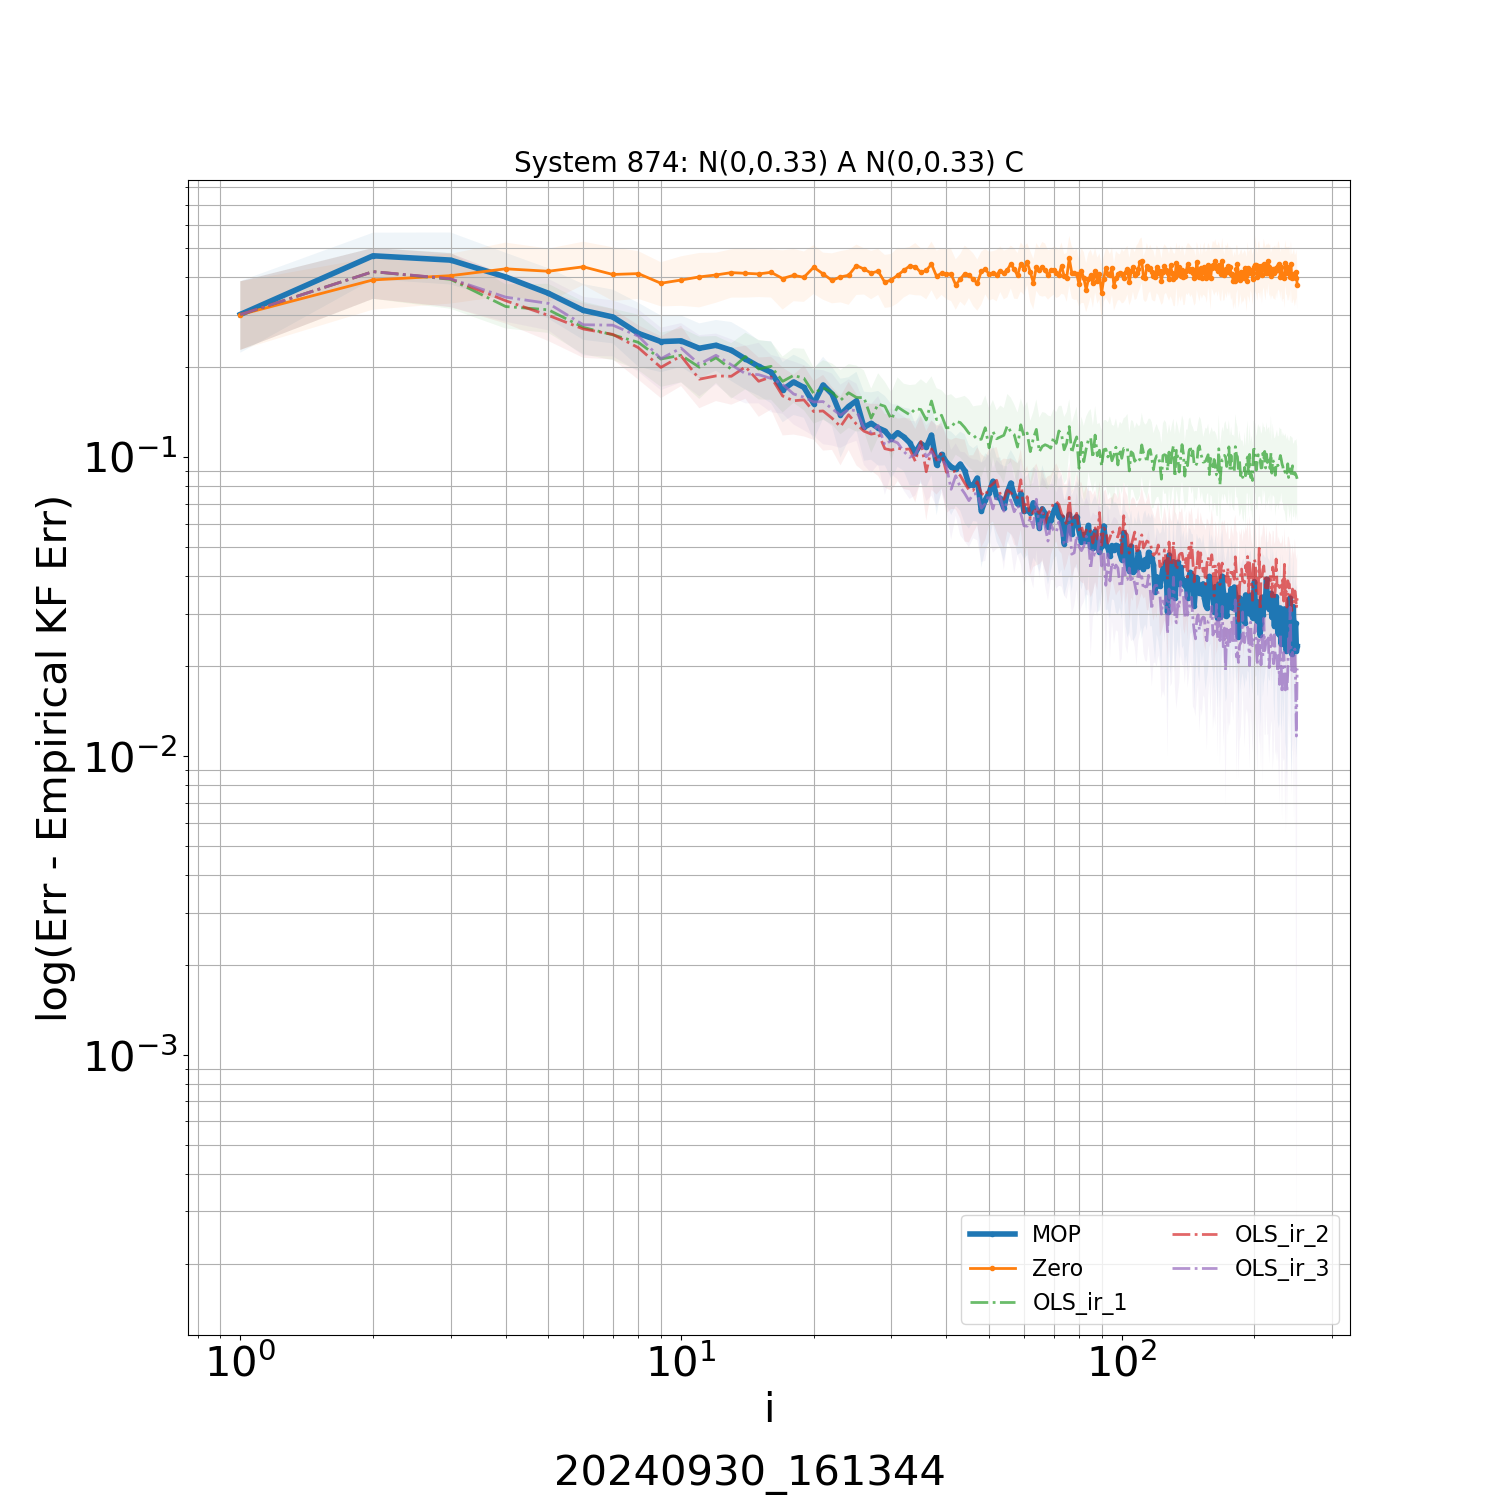 System 874: N(0,0.33) A N(0,0.33) C
log(Err - Empirical KF Err)
10⁻¹
10⁻²
10⁻³
MOP
Zero
OLS_ir_1
OLS_ir_2
OLS_ir_3
10⁰ 10¹ 10²
i
20240930_161344